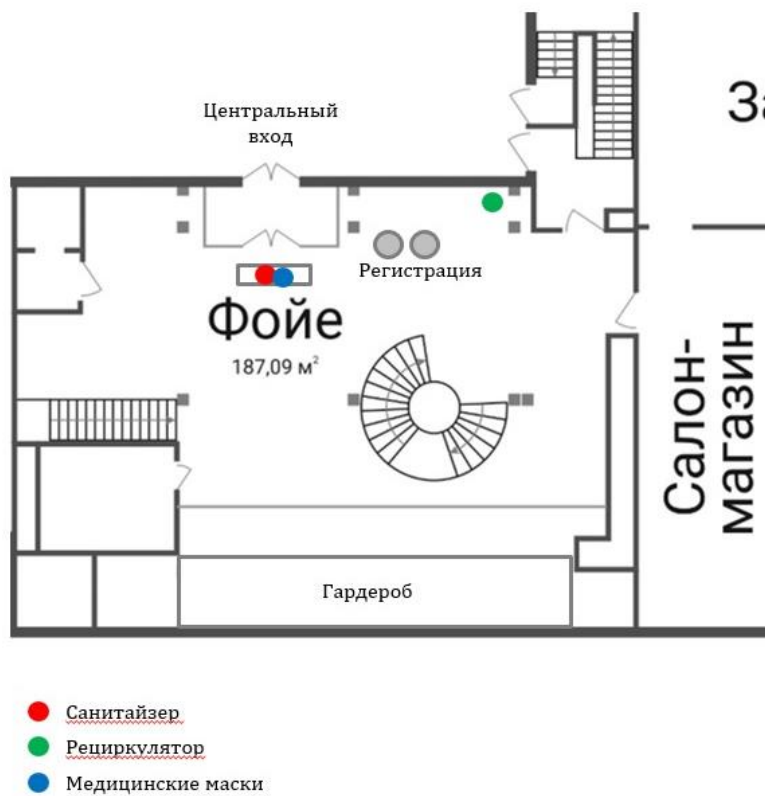 Центральный
вход
За
Регистрация
Фойе
187,09 м²
Салон-
магазин
Гардероб
Санитайзер
Рециркулятор
Медицинские маски